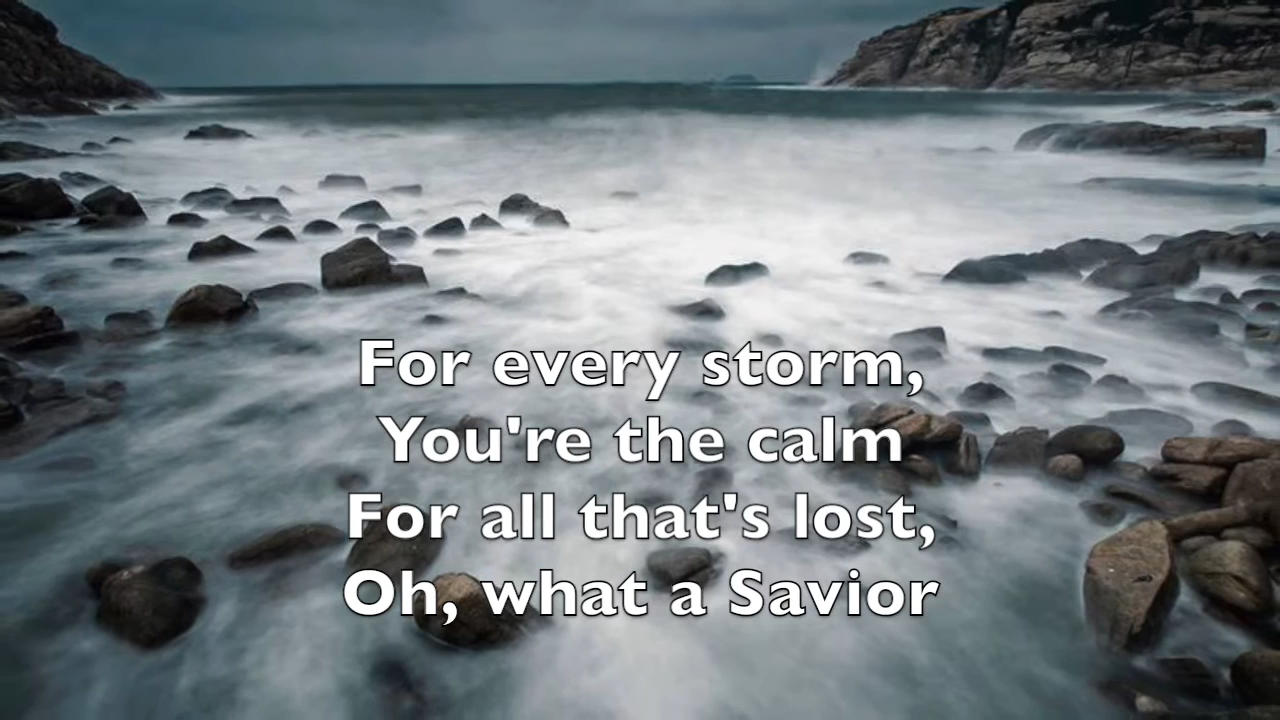 For every storm,
You're the calm
For all that's lost,
Oh, what a Savior